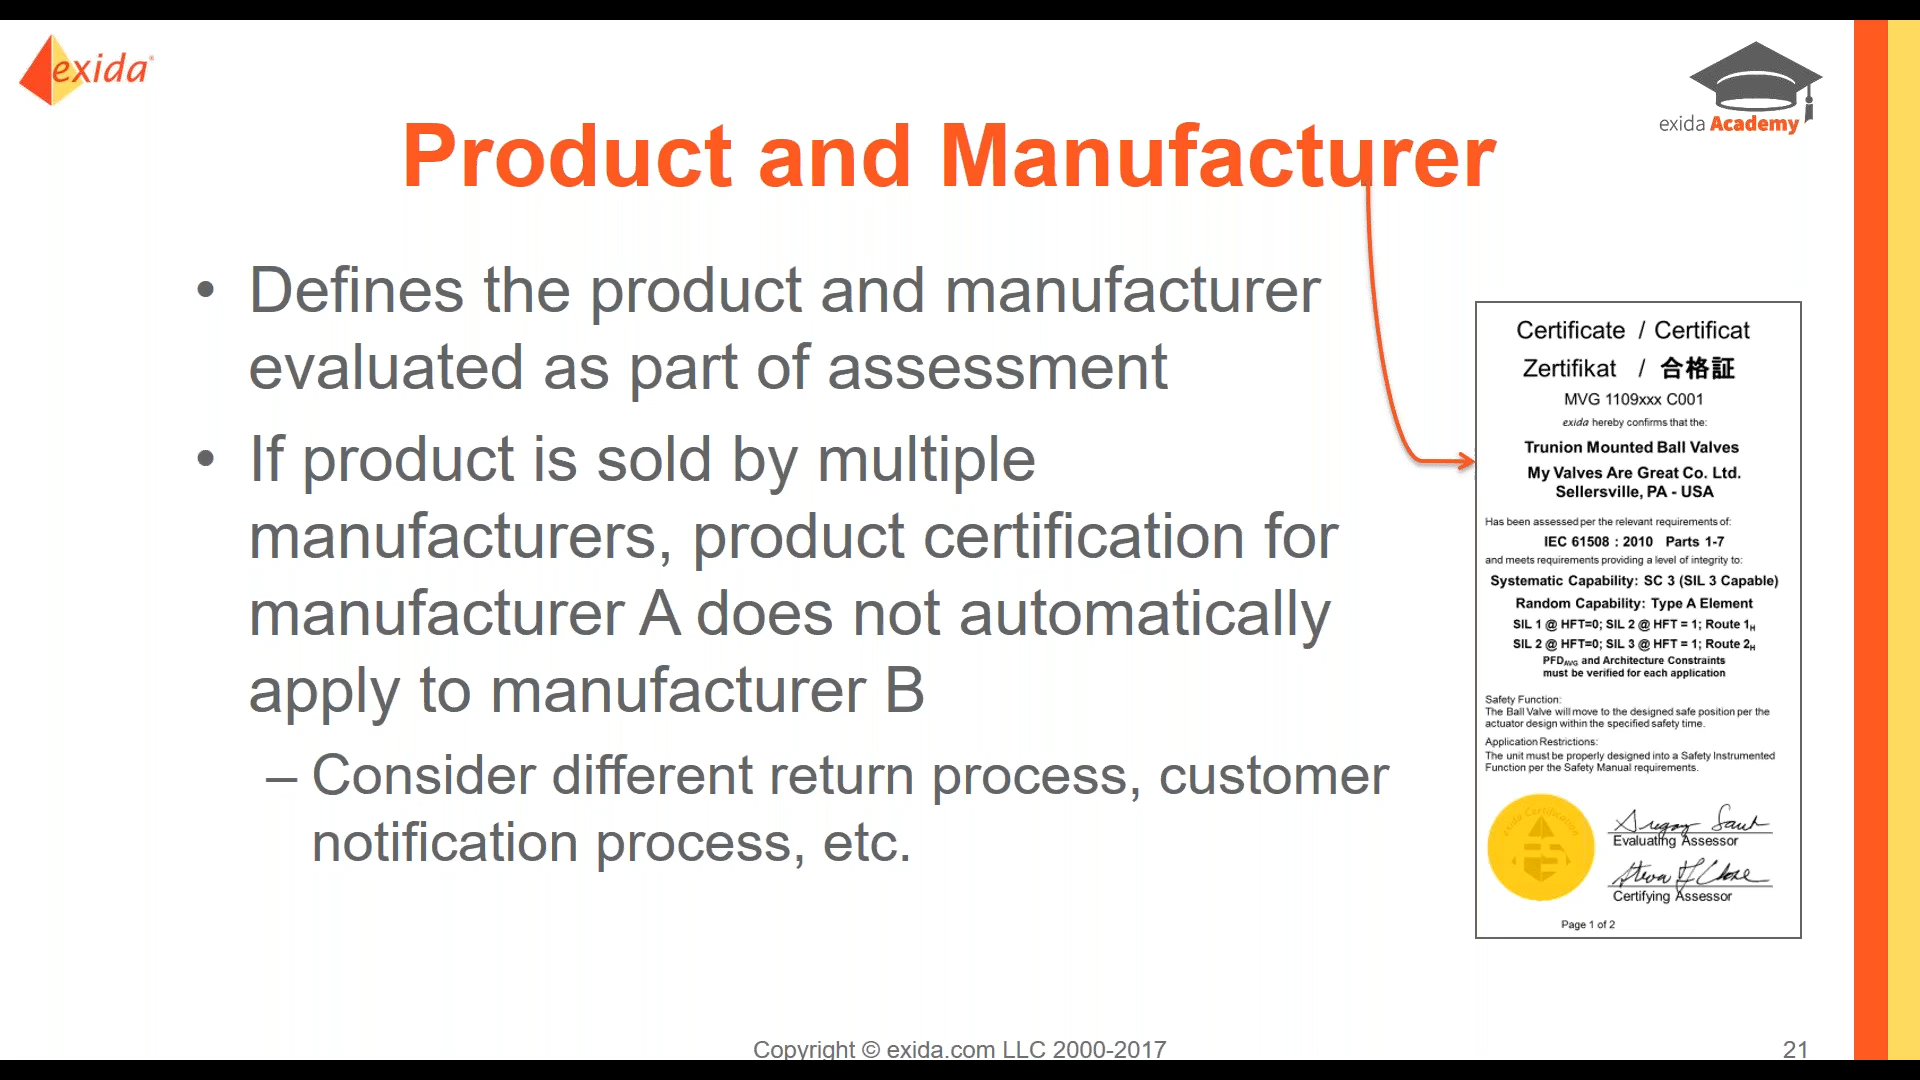 exida
exida Academy
Product and Manufacturer
• Defines the product and manufacturer
evaluated as part of assessment
• If product is sold by multiple
manufacturers, product certification for
manufacturer A does not automatically
apply to manufacturer B
– Consider different return process, customer
notification process, etc.
Certificate / Certificat
Zertifikat / 合格証
MVG 1109xxx C001
exida hereby confirms that the:
Trunion Mounted Ball Valves
My Valves Are Great Co. Ltd.
Sellersville, PA - USA
Has been assessed per the relevant requirements of:
IEC 61508 : 2010 Parts 1-7
and meets requirements providing a level of integrity to:
Systematic Capability: SC 3 (SIL 3 Capable)
Random Capability: Type A Element
SIL 1 @ HFT=0; SIL 2 @ HFT = 1; Route 1H
SIL 2 @ HFT=0; SIL 3 @ HFT = 1; Route 2H
PFDAVG and Architecture Constraints
must be verified for each application
Safety Function:
The Ball Valve will move to the designed safe position per the
actuator design within the specified safety time.
Application Restrictions:
The unit must be properly designed into a Safety Instrumented
Function per the Safety Manual requirements.
exida Certification
Evaluating Assessor
Certifying Assessor
Page 1 of 2
Copyright © exida.com LLC 2000-2017
21